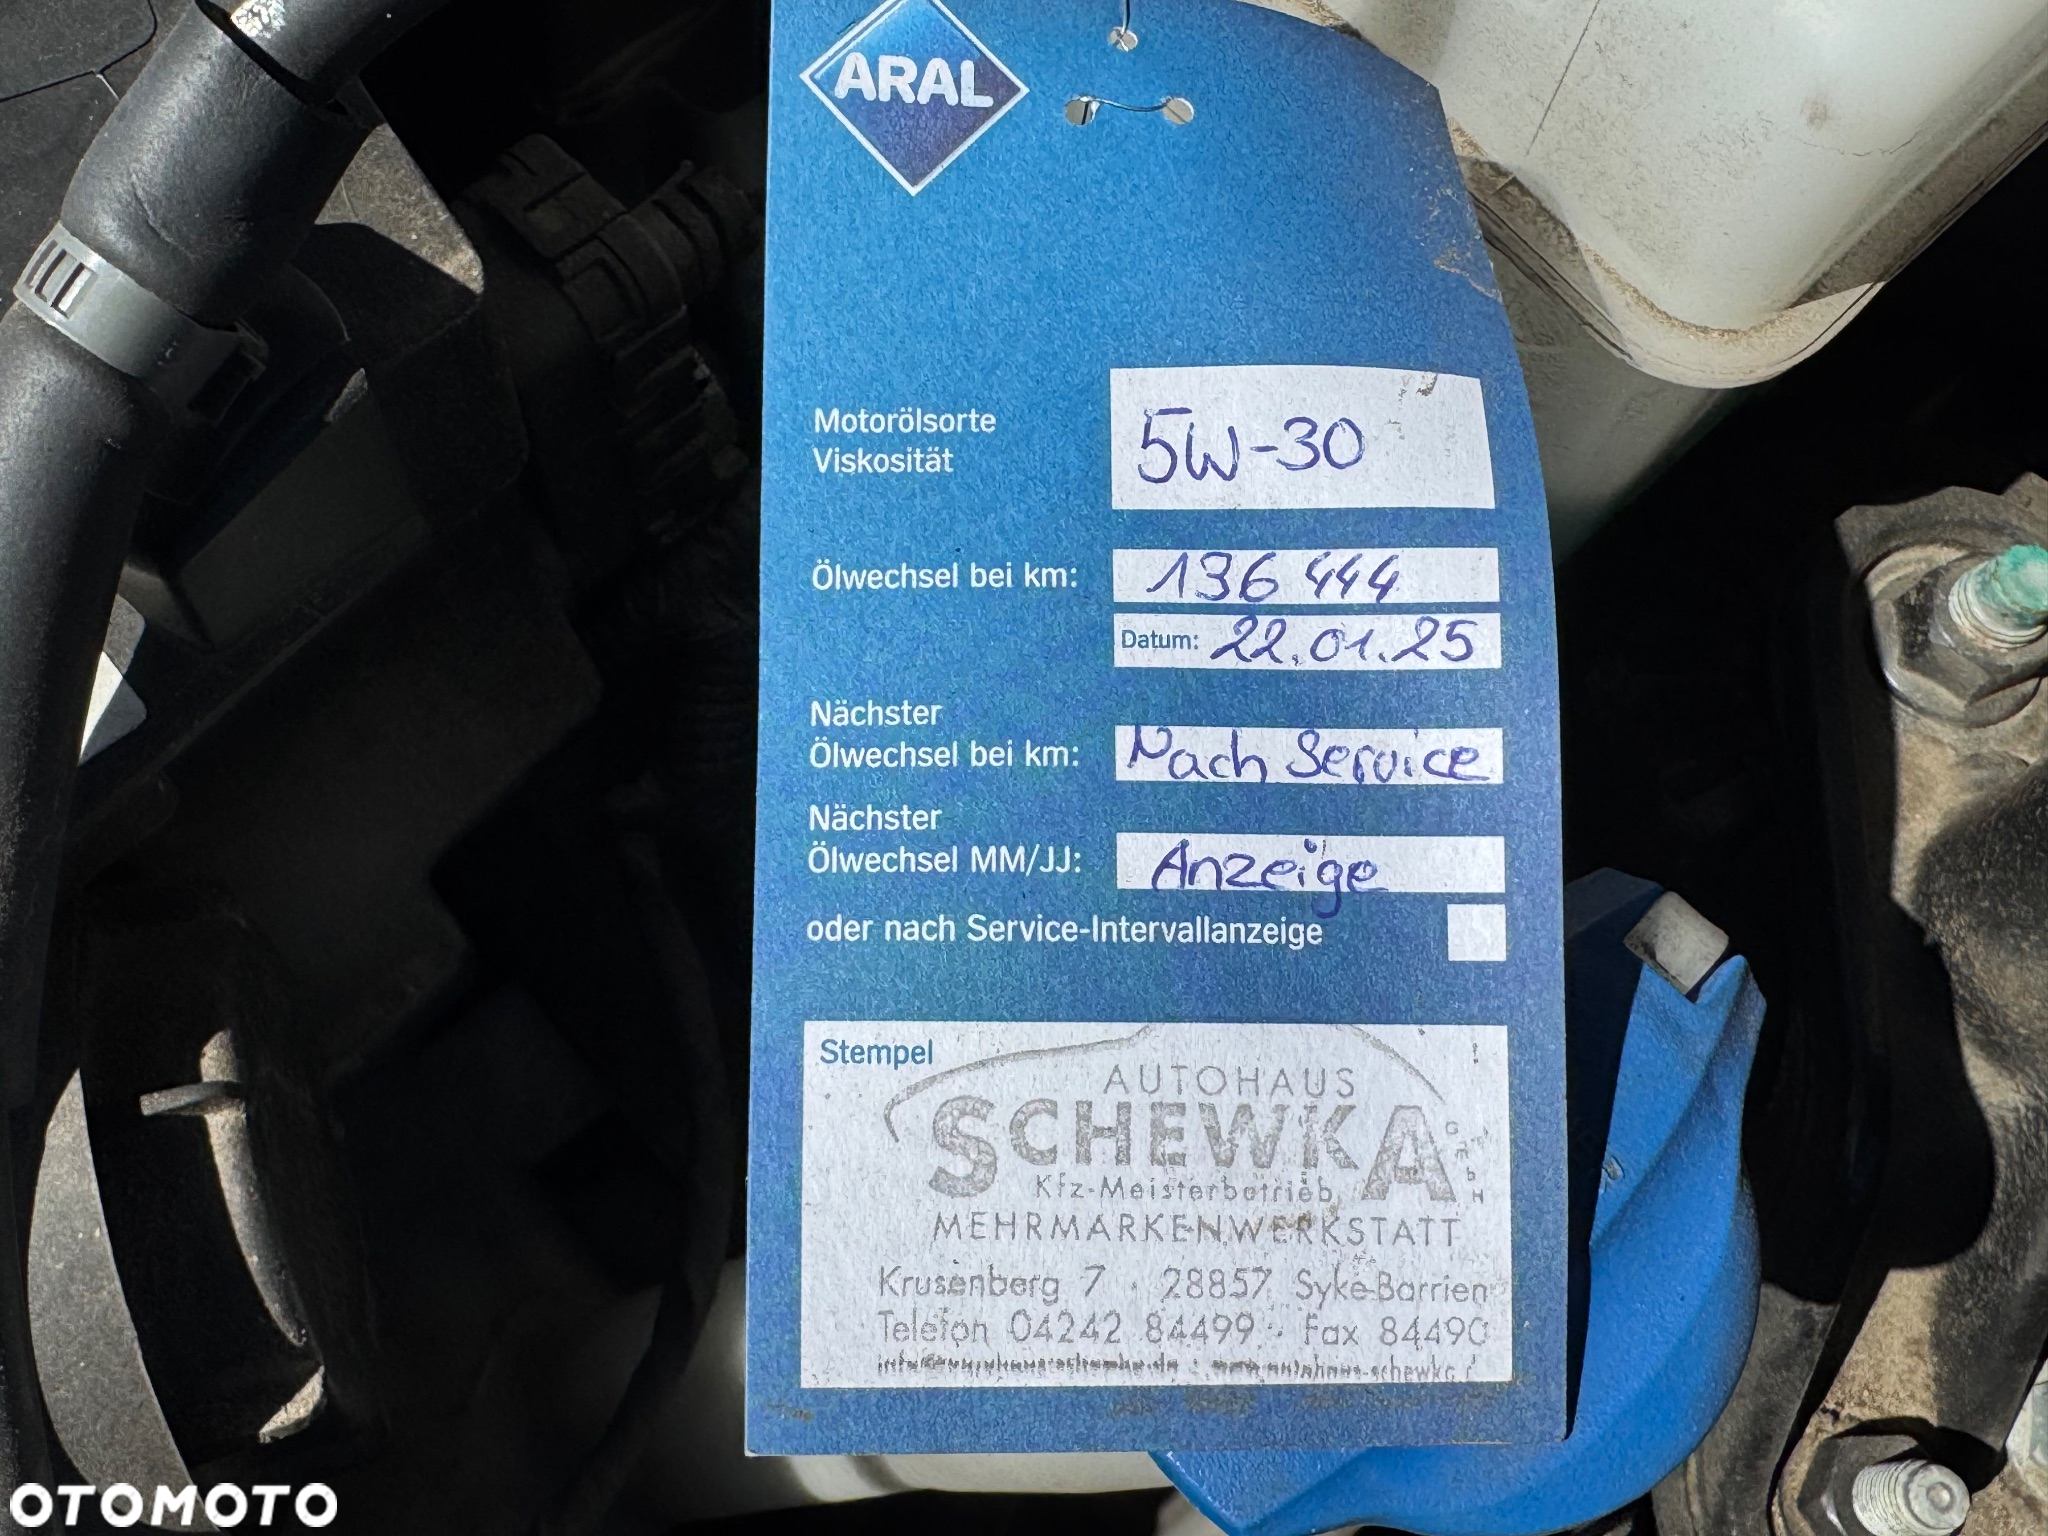 ARAL
Motorölsorte
Viskosität
5W-30
Ölwechsel bei km:
136 444
Datum: 22.01.25
Nächster
Ölwechsel bei km:
Nach Service
Nächster
Ölwechsel MM/JJ:
Anzeige
oder nach Service-Intervallanzeige
Stempel
AUTOHAUS
SCHEWKA GmbH
Kfz-Meisterbetrieb
MEHRMARKENWERKSTATT
Krusenberg 7 · 28857 Syke-Barrien
Telefon 04242 84499 · Fax 84490
OTOMOTO